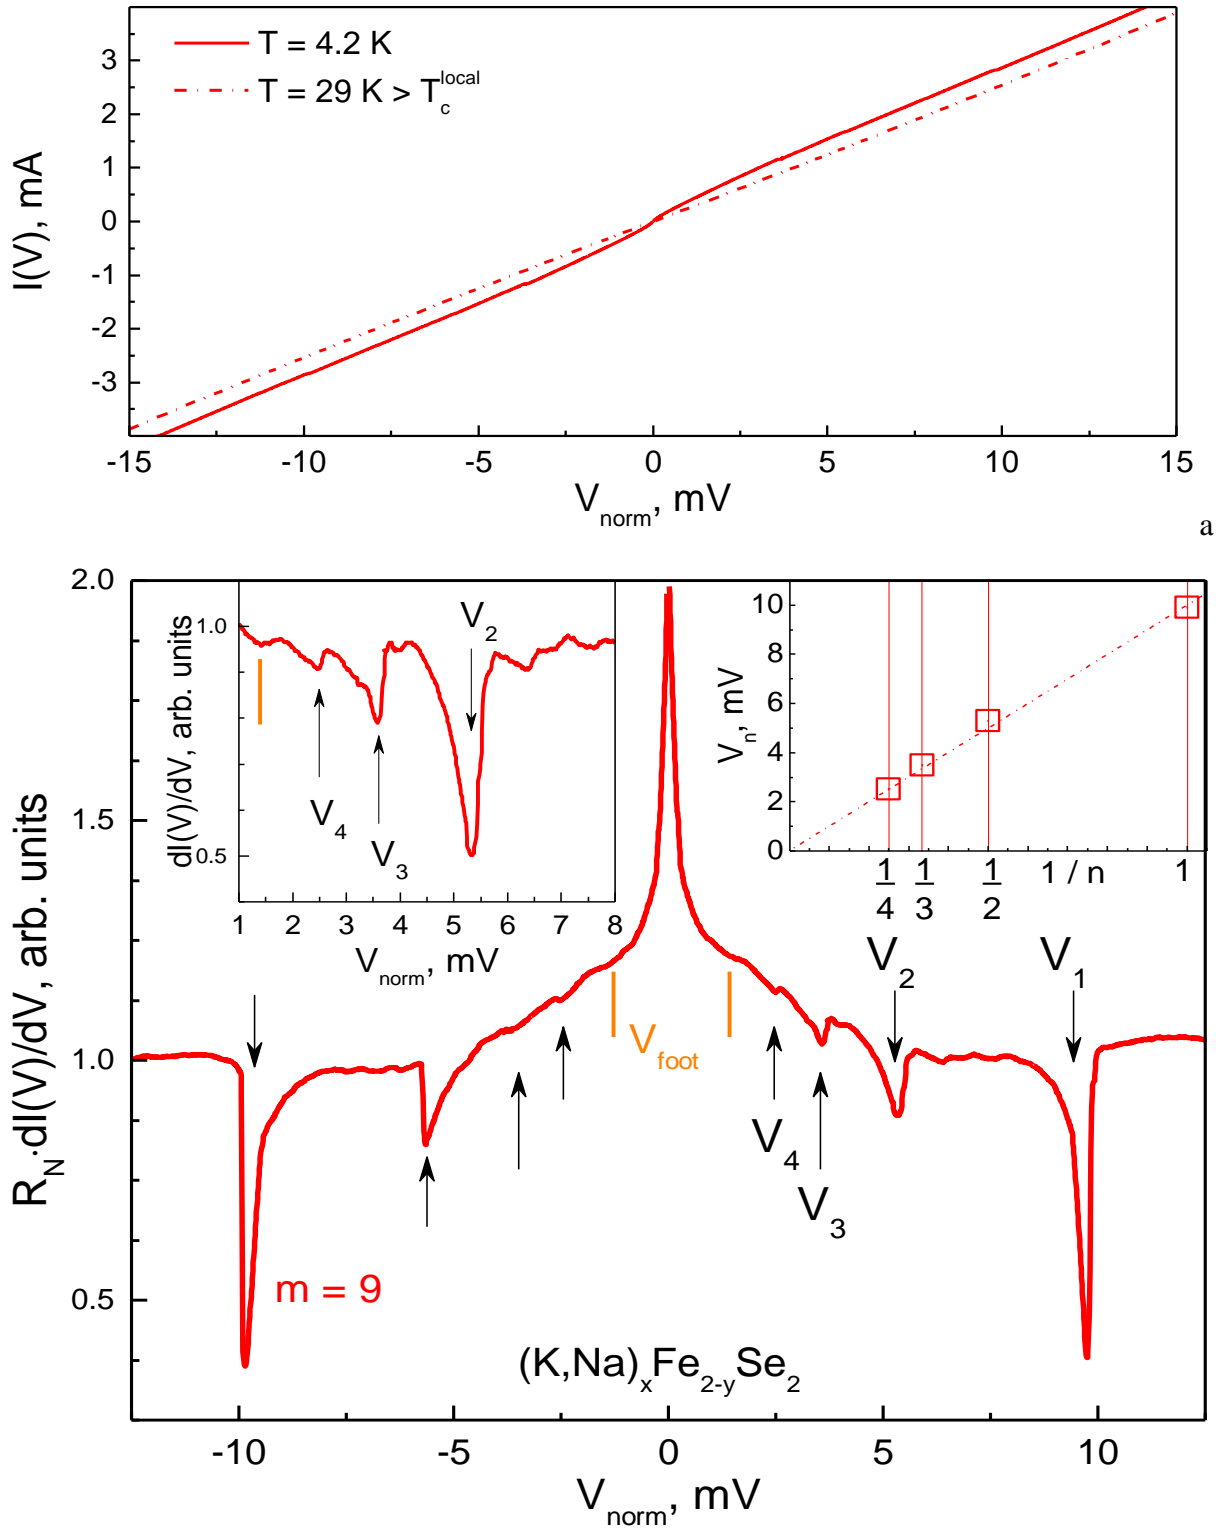 T = 4.2 K
T = 29 K > T_c^local
I(V), mA
3
2
1
0
-1
-2
-3
-15
-10
-5
0
5
10
15
V_norm, mV
a
R_N·dI(V)/dV, arb. units
2.0
1.5
1.0
0.5
dI(V)/dV, arb. units
1.0
0.5
V_2
V_4
V_3
1 2 3 4 5 6 7 8
V_norm, mV
V_n, mV
10
8
6
4
2
0
1/4 1/3 1/2 1 / n 1
V_2
V_1
V_foot
V_4
V_3
m = 9
(K,Na)_xFe_2-ySe_2
-10
-5
0
5
10
V_norm, mV